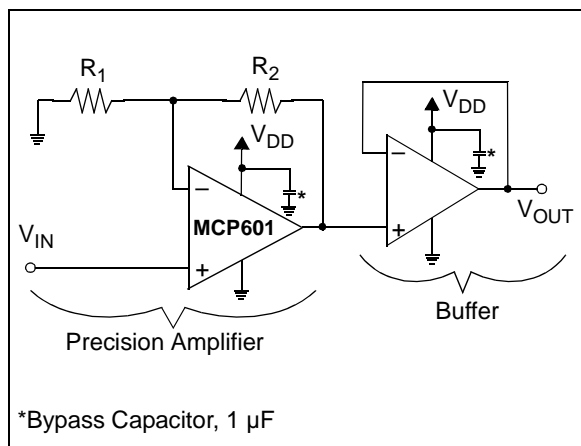 R1
R2
VDD
*
−
MCP601
+
VIN
VDD
*
−
+
VOUT
Precision Amplifier
Buffer
*Bypass Capacitor, 1 µF